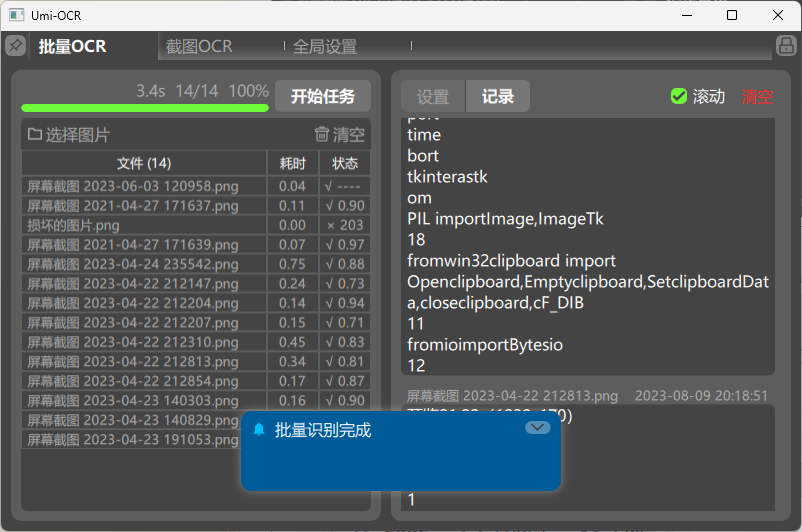 Umi-OCR
批量OCR
截图OCR
全局设置
3.4s 14/14 100%
开始任务
选择图片
清空
文件 (14) 耗时 状态
屏幕截图 2023-06-03 120958.png 0.04 √ ----
屏幕截图 2021-04-27 171637.png 0.11 √ 0.90
损坏的图片.png 0.00 × 203
屏幕截图 2021-04-27 171639.png 0.07 √ 0.97
屏幕截图 2023-04-24 235542.png 0.75 √ 0.88
屏幕截图 2023-04-22 212147.png 0.24 √ 0.73
屏幕截图 2023-04-22 212204.png 0.14 √ 0.94
屏幕截图 2023-04-22 212207.png 0.15 √ 0.71
屏幕截图 2023-04-22 212310.png 0.45 √ 0.83
屏幕截图 2023-04-22 212813.png 0.34 √ 0.81
屏幕截图 2023-04-22 212854.png 0.17 √ 0.87
屏幕截图 2023-04-23 140303.png 0.16 √ 0.90
屏幕截图 2023-04-23 140829.png
屏幕截图 2023-04-23 191053.png
设置
记录
滚动
清空
time
bort
tkinterastk
om
PIL importImage,ImageTk
18
fromwin32clipboard import
Openclipboard,Emptyclipboard,SetclipboardDat
a,closeclipboard,cF_DIB
11
fromioimportBytesio
12
屏幕截图 2023-04-22 212813.png 2023-08-09 20:18:51
批量识别完成
1